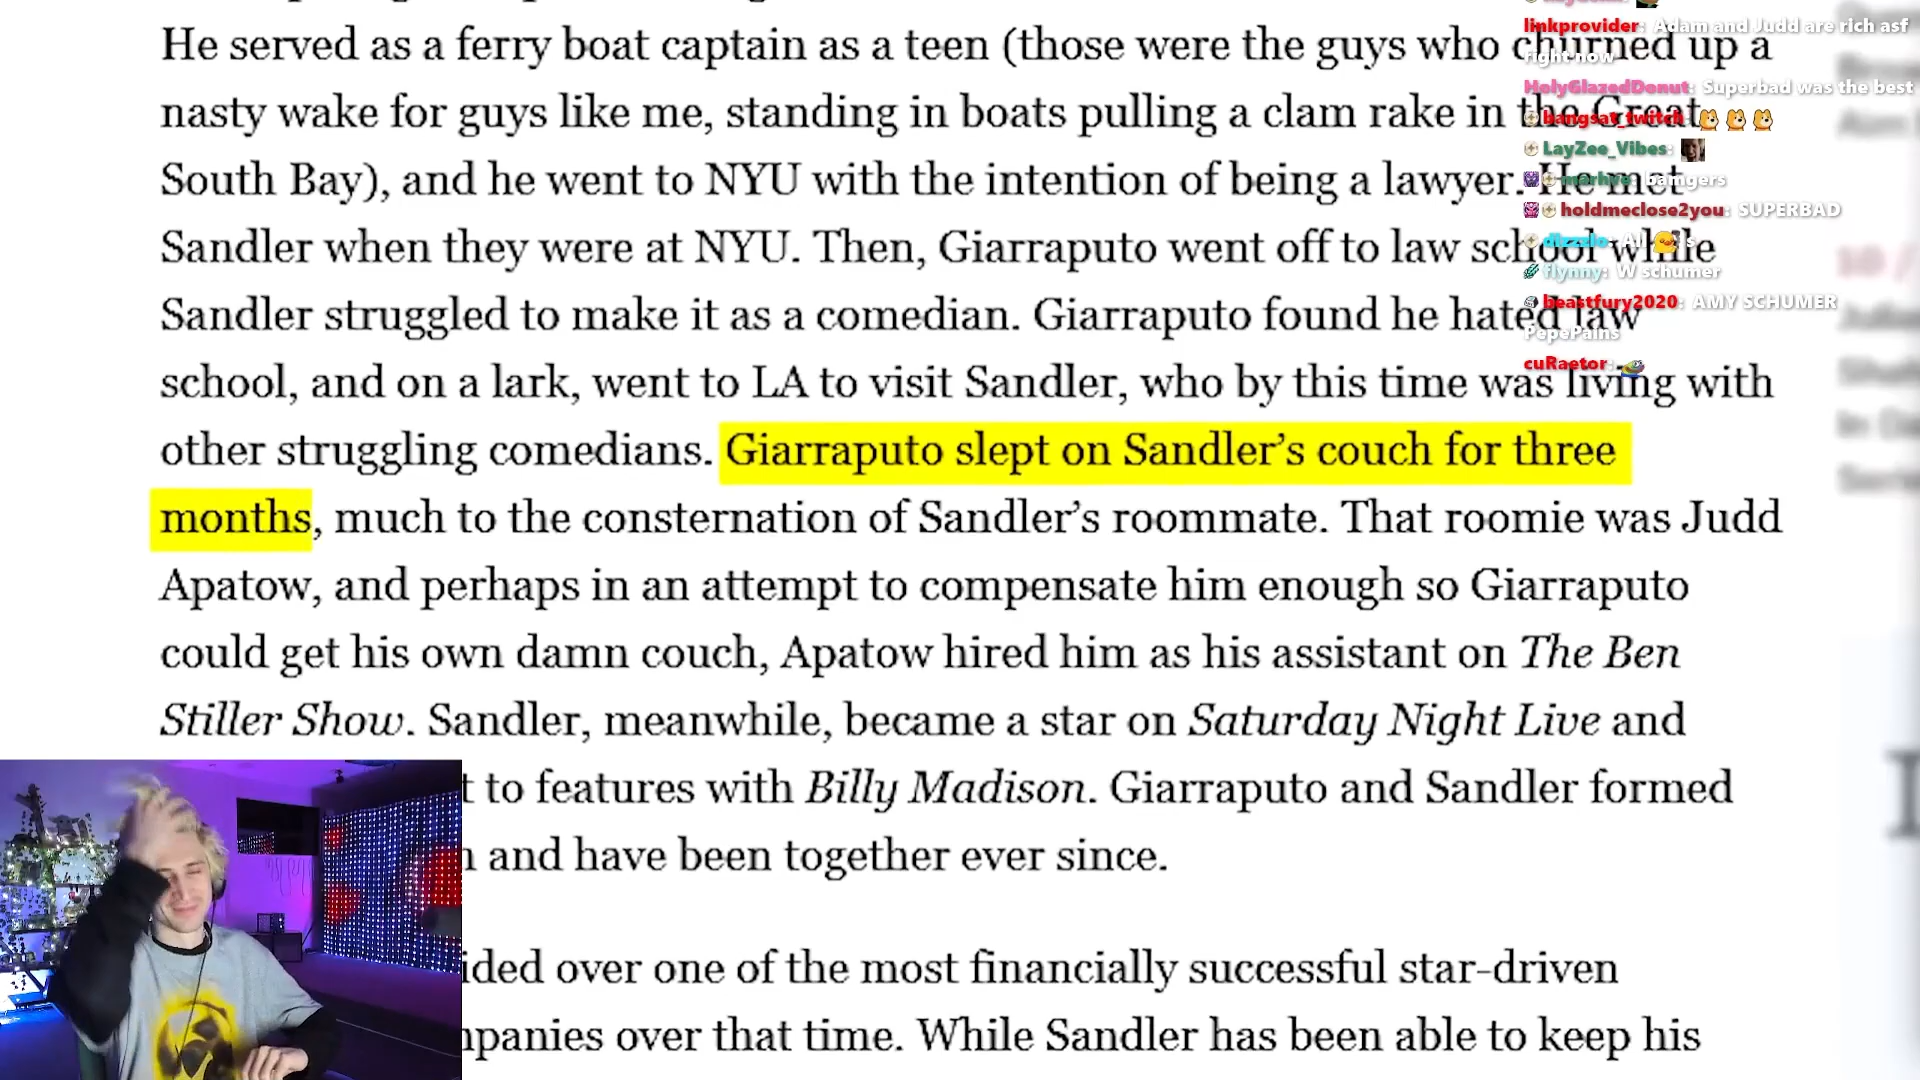 He served as a ferry boat captain as a teen (those were the guys who churned up a
nasty wake for guys like me, standing in boats pulling a clam rake in the Great
South Bay), and he went to NYU with the intention of being a lawyer. He met
Sandler when they were at NYU. Then, Giarraputo went off to law school while
Sandler struggled to make it as a comedian. Giarraputo found he hated law
school, and on a lark, went to LA to visit Sandler, who by this time was living with
other struggling comedians. Giarraputo slept on Sandler’s couch for three
months, much to the consternation of Sandler’s roommate. That roomie was Judd
Apatow, and perhaps in an attempt to compensate him enough so Giarraputo
could get his own damn couch, Apatow hired him as his assistant on The Ben
Stiller Show. Sandler, meanwhile, became a star on Saturday Night Live and
t to features with Billy Madison. Giarraputo and Sandler formed
and have been together ever since.
ided over one of the most financially successful star-driven
mpanies over that time. While Sandler has been able to keep his
linkprovider: Adam and Judd are rich asf
right now
HolyGlazedDonut: Superbad was the best
bangsat_twitch:
LayZee_Vibes:
marhve: bamgers
holdmeclose2you: SUPERBAD
flynny: W schumer
beastfury2020: AMY SCHUMER
PepePains
cuRaetor: